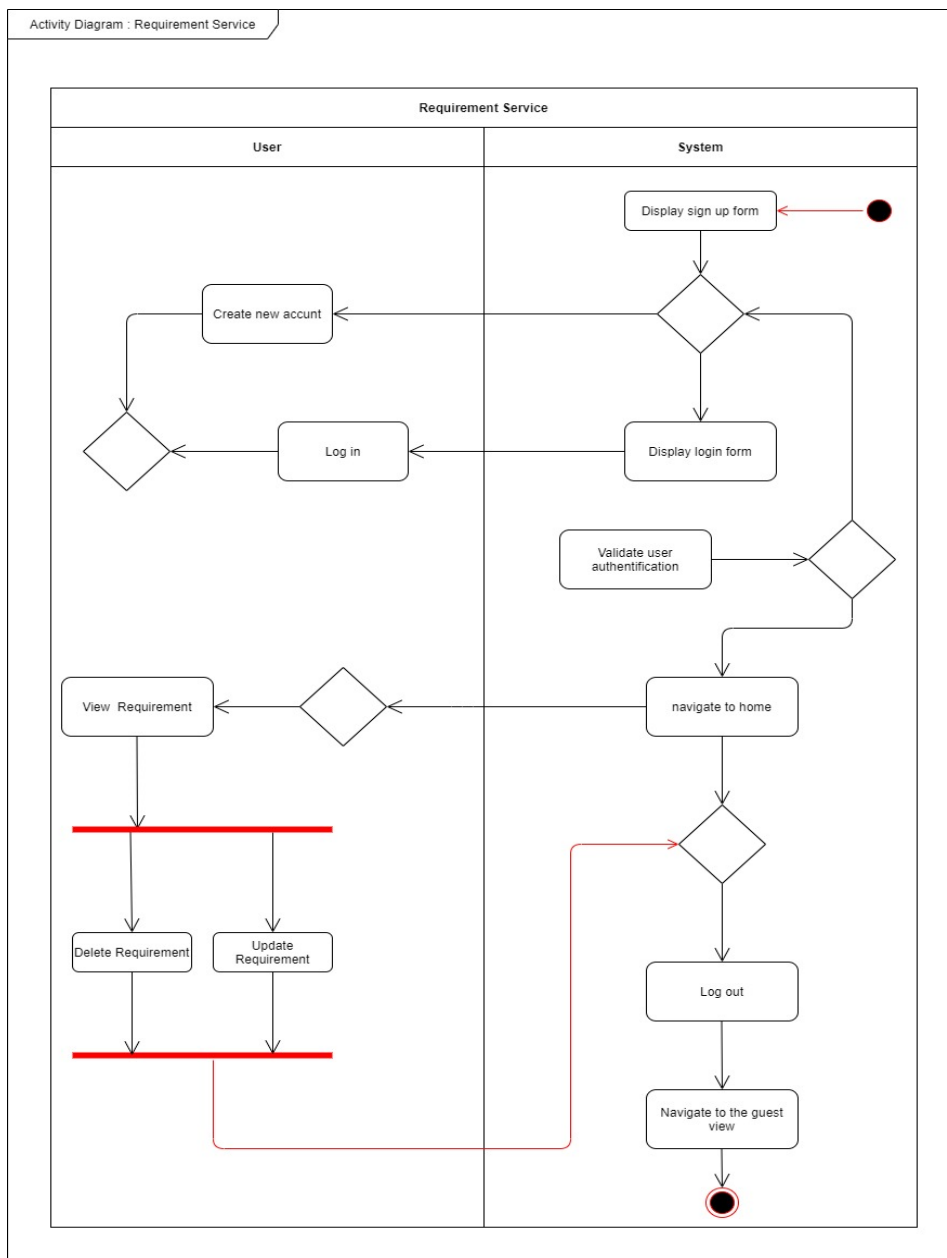 Activity Diagram : Requirement Service
Requirement Service
User
System
Display sign up form
Create new accunt
Log in
Display login form
Validate user
authentification
View  Requirement
navigate to home
Delete Requirement
Update
Requirement
Log out
Navigate to the guest
view